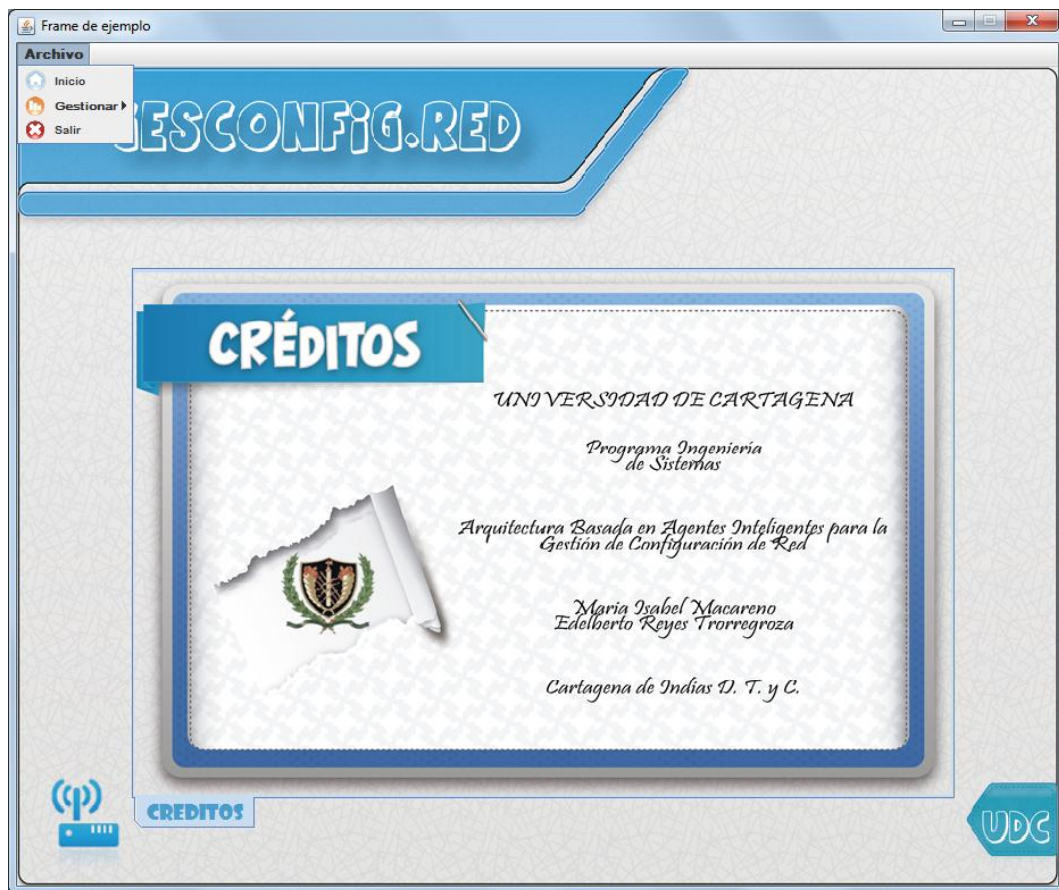 Frame de ejemplo
Archivo
Inicio
Gestionar
Salir
ESCONFiG.RED
CRÉDITOS
UNIVERSIDAD DE CARTAGENA
Programa Ingeniería
de Sistemas
Arquitectura Basada en Agentes Inteligentes para la
Gestión de Configuración de Red
Maria Isabel Macareno
Edelberto Reyes Trorregroza
Cartagena de Indias D. T. y C.
CREDITOS
UDC